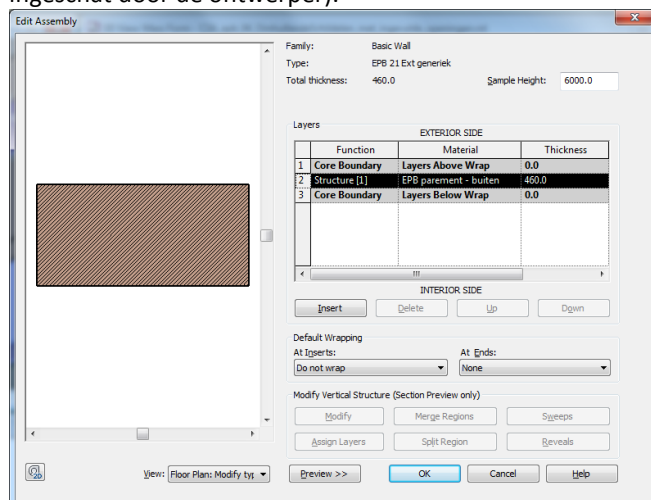 ingeschat door de ontwerper).
Edit Assembly
Family: Basic Wall
Type: EPB 21 Ext generiek
Total thickness: 460.0 Sample Height: 6000.0
Layers
EXTERIOR SIDE
Function Material Thickness
1 Core Boundary Layers Above Wrap 0.0
2 Structure [1] EPB parement - buiten 460.0
3 Core Boundary Layers Below Wrap 0.0
INTERIOR SIDE
Insert Delete Up Down
Default Wrapping
At Inserts: At Ends:
Do not wrap None
Modify Vertical Structure (Section Preview only)
Modify Merge Regions Sweeps
Assign Layers Split Region Reveals
View: Floor Plan: Modify typ Preview >> OK Cancel Help